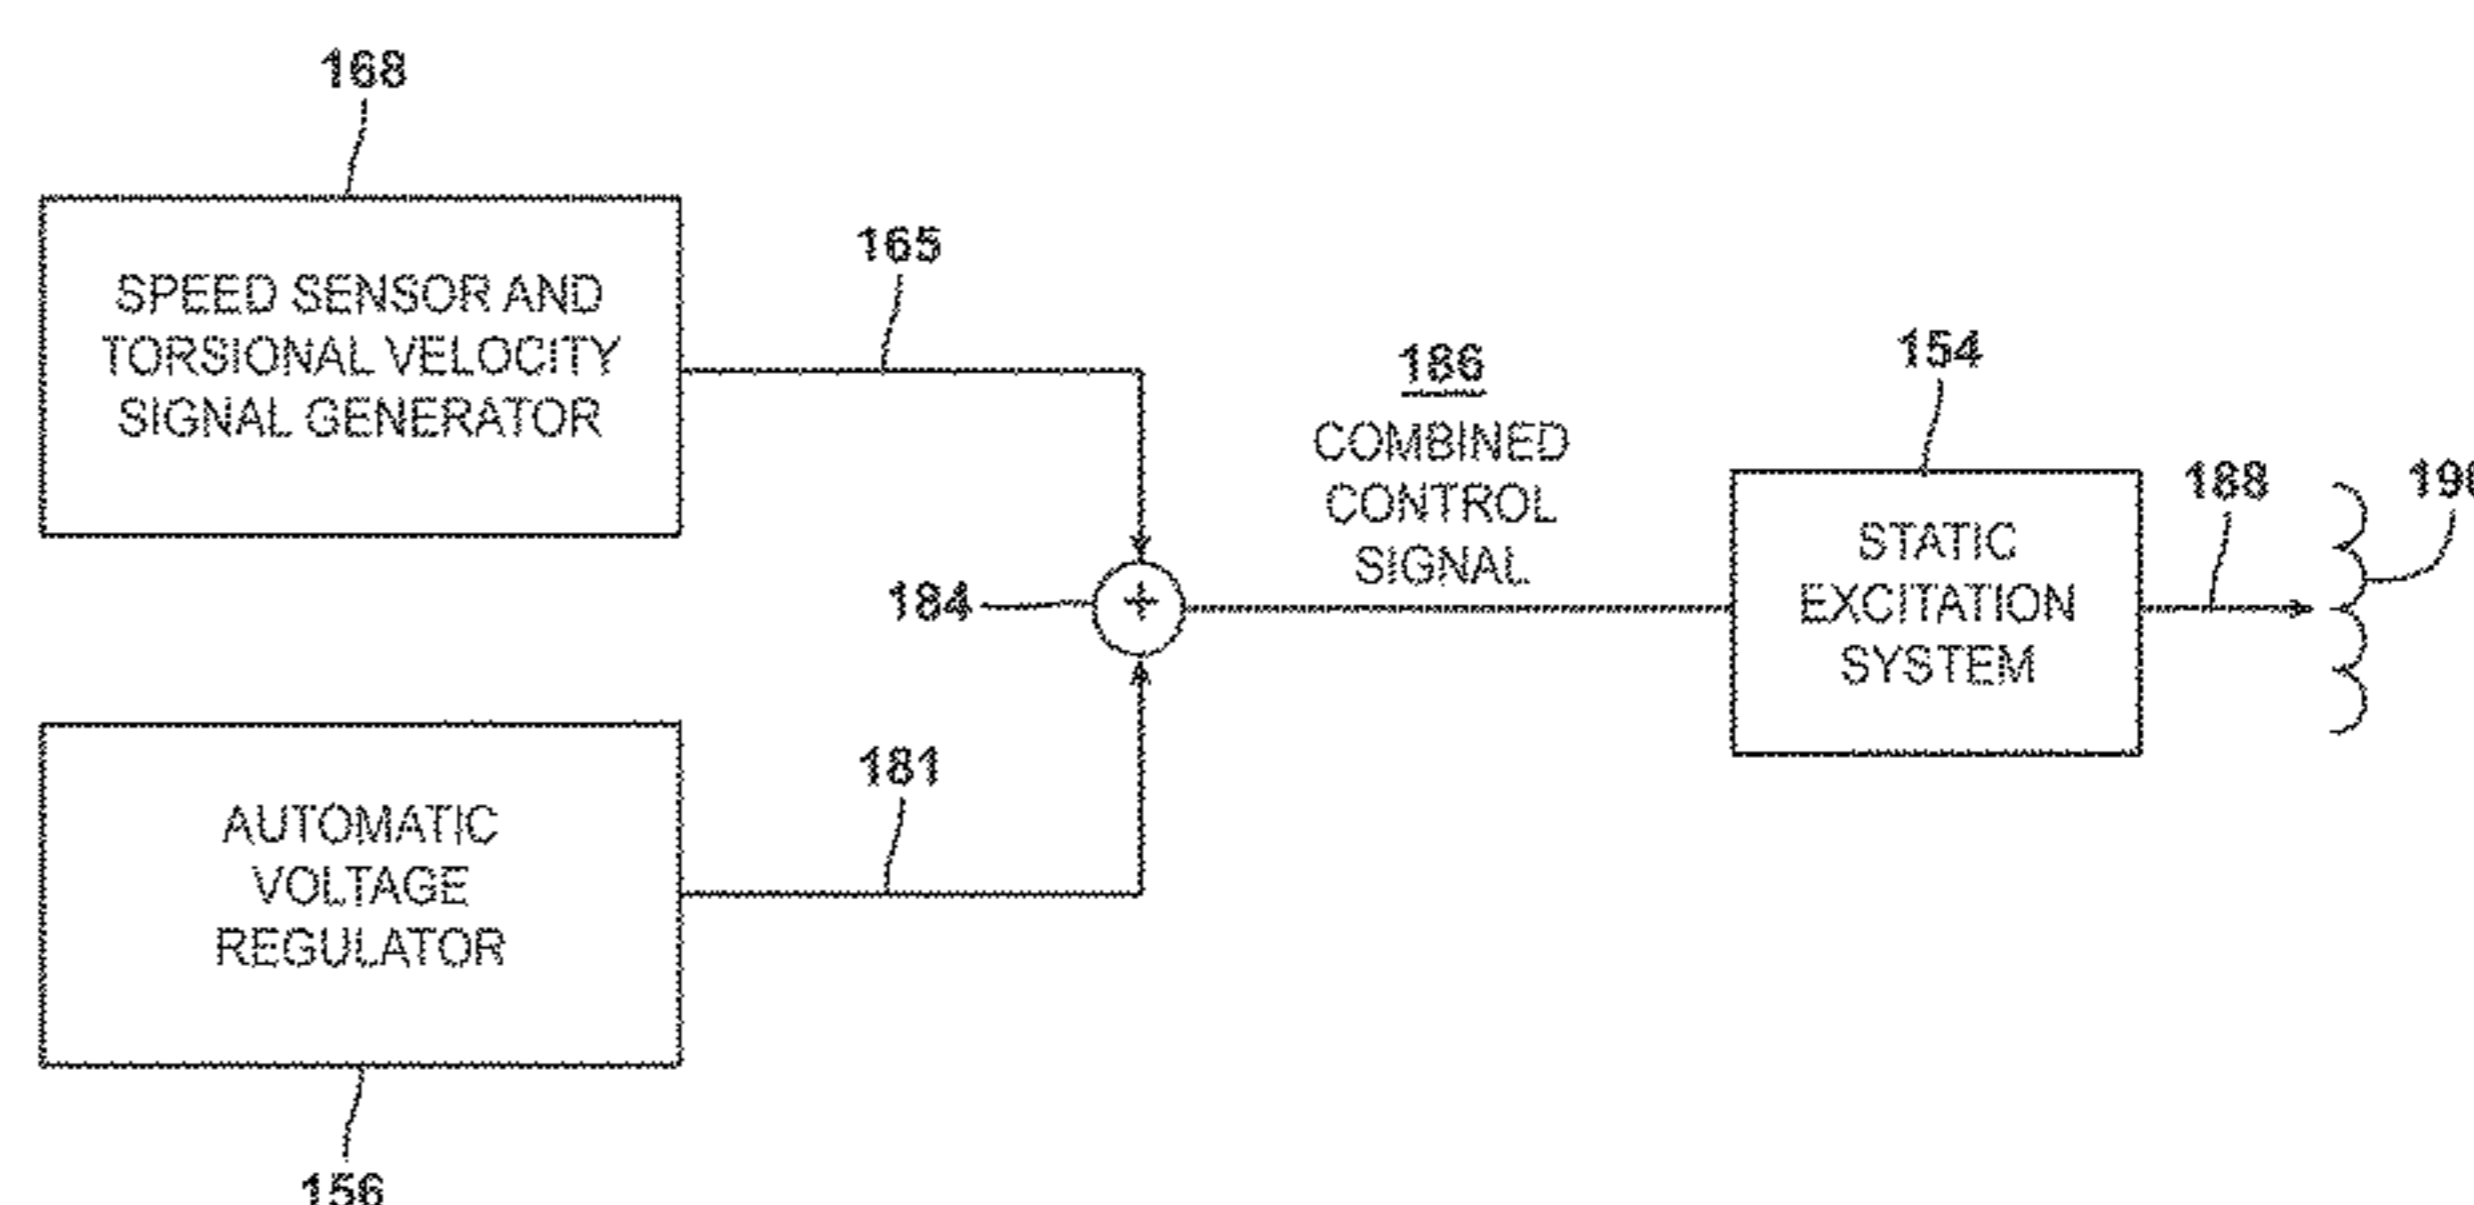 168
SPEED SENSOR AND
TORSIONAL VELOCITY
SIGNAL GENERATOR
165
186
COMBINED
CONTROL
SIGNAL
184
+
154
STATIC
EXCITATION
SYSTEM
188
AUTOMATIC
VOLTAGE
REGULATOR
181
156